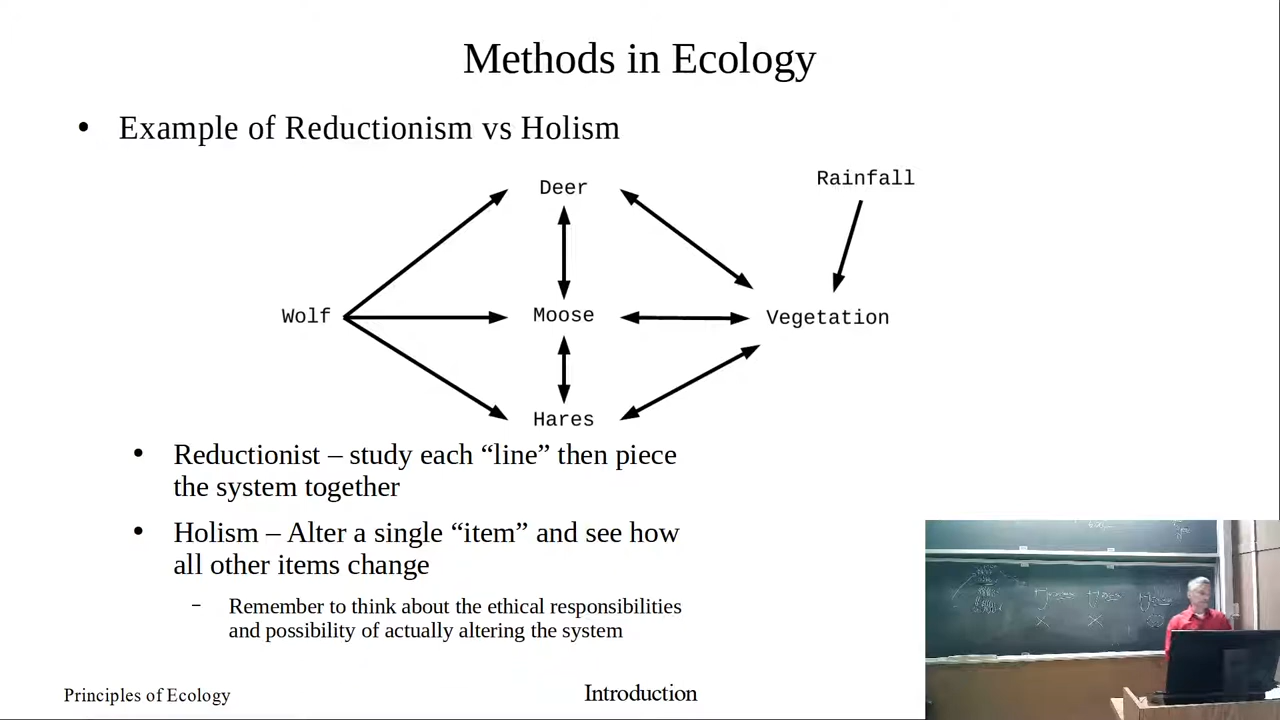 Methods in Ecology
• Example of Reductionism vs Holism
Rainfall
Deer
Wolf
Moose
Vegetation
Hares
• Reductionist – study each “line” then piece
the system together
• Holism – Alter a single “item” and see how
all other items change
– Remember to think about the ethical responsibilities
and possibility of actually altering the system
Principles of Ecology
Introduction